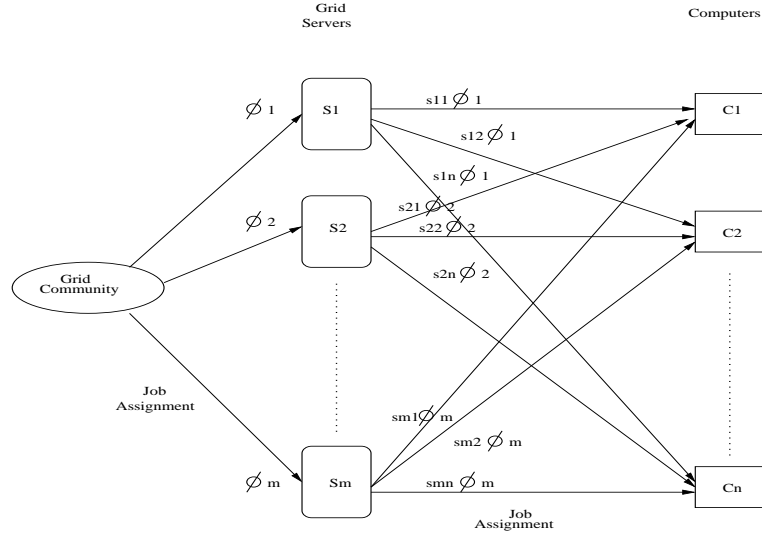 Grid
Servers
Computers
∅ 1
S1
s11 ∅ 1
C1
s12 ∅ 1
s1n ∅ 1
∅ 2
S2
s21 ∅ 2
s22 ∅ 2
C2
s2n ∅ 2
Grid
Community
Job
Assignment
sm1 ∅ m
sm2 ∅ m
∅ m
Sm
smn ∅ m
Cn
Job
Assignment